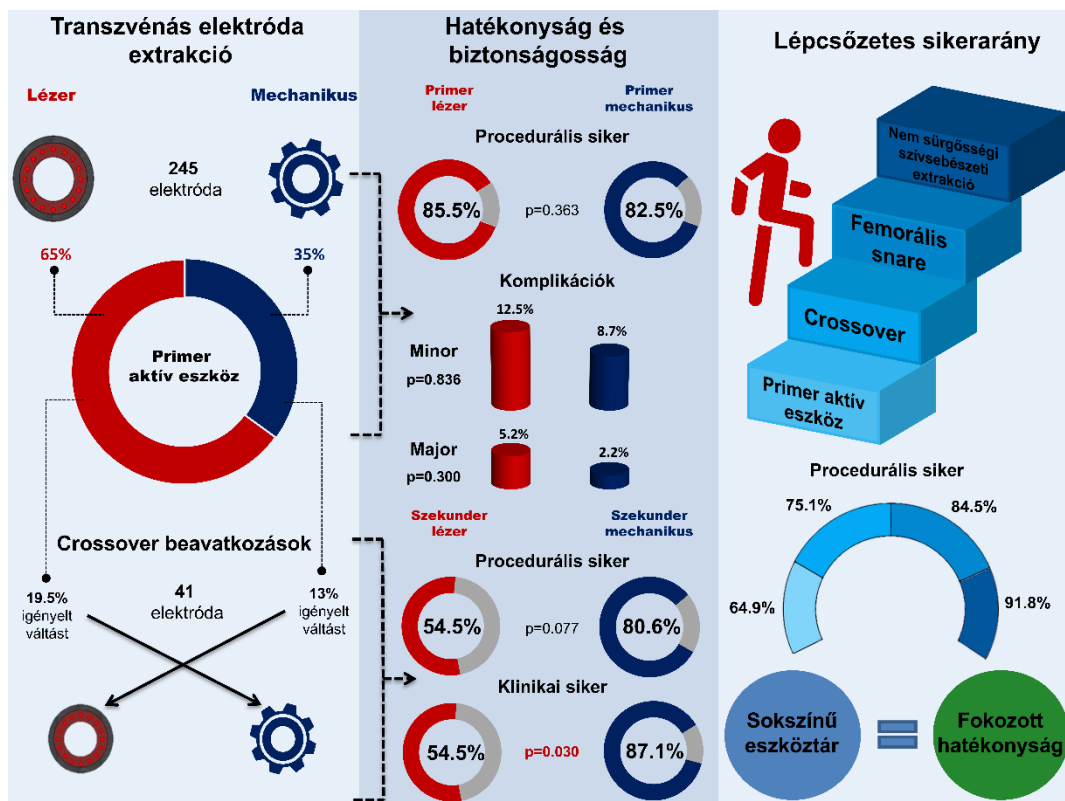 Transzvénás elektróda
extrakció
Lézer
Mechanikus
245
elektróda
65%
35%
Primer
aktív eszköz
Crossover beavatkozások
19.5%
igényelt
váltást
41
elektróda
13%
igényelt
váltást
Hatékonyság és
biztonságosság
Primer
lézer
Primer
mechanikus
Procedurális siker
85.5%
p=0.363
82.5%
Komplikációk
12.5%
8.7%
Minor
p=0.836
5.2%
2.2%
Major
p=0.300
Szekunder
lézer
Szekunder
mechanikus
Procedurális siker
54.5%
p=0.077
80.6%
Klinikai siker
54.5%
p=0.030
87.1%
Lépcsőzetes sikerarány
Nem sürgősségi
szívsebészeti
extrakció
Femorális
snare
Crossover
Primer aktív
eszköz
Procedurális siker
75.1%
84.5%
64.9%
91.8%
Sokszínű
eszköztár
Fokozott
hatékonyság